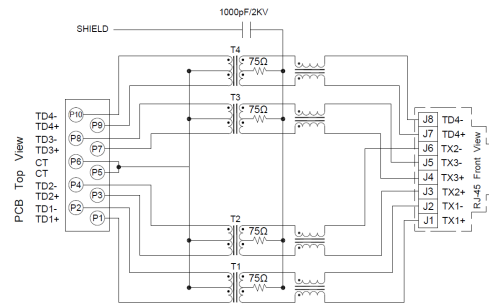 1000pF/2KV
SHIELD
T4
75Ω
T3
75Ω
T2
75Ω
T1
75Ω
PCB Top View
TD4- P10
TD4+ P9
TD3- P8
TD3+ P7
CT P6
CT P5
TD2- P4
TD2+ P3
TD1- P2
TD1+ P1
J8 TD4-
J7 TD4+
J6 TX2-
J5 TX3-
J4 TX3+
J3 TX2+
J2 TX1-
J1 TX1+
RJ-45 Front View